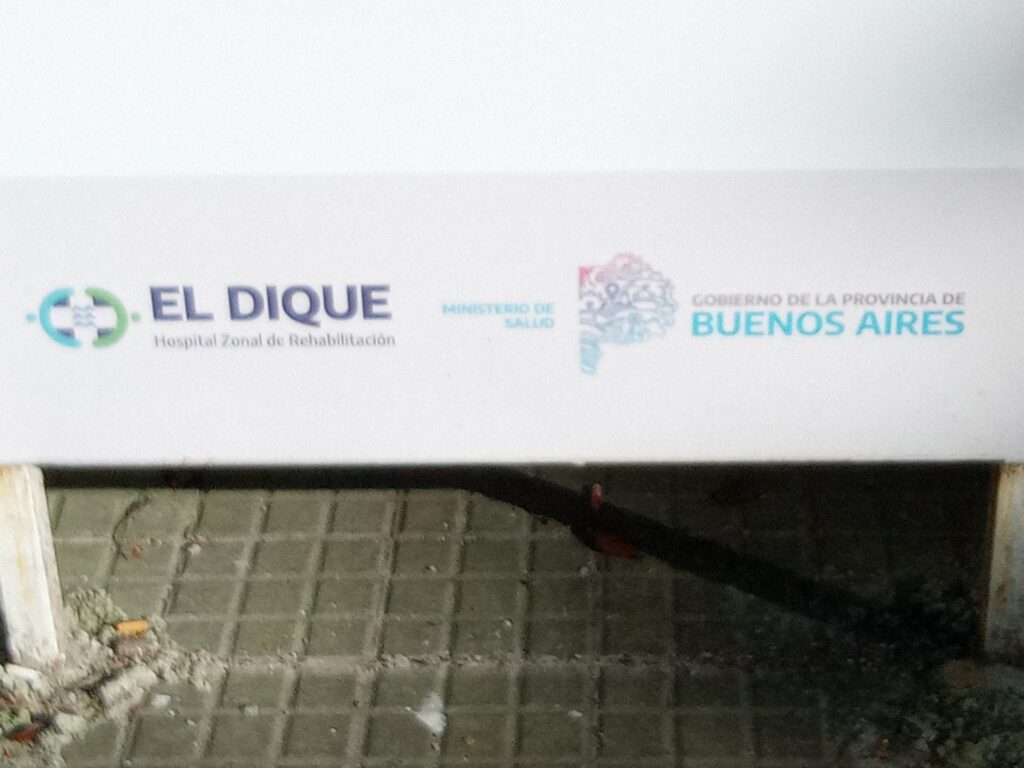 EL DIQUE
Hospital Zonal de Rehabilitación
MINISTERIO DE
SALUD
GOBIERNO DE LA PROVINCIA DE
BUENOS AIRES